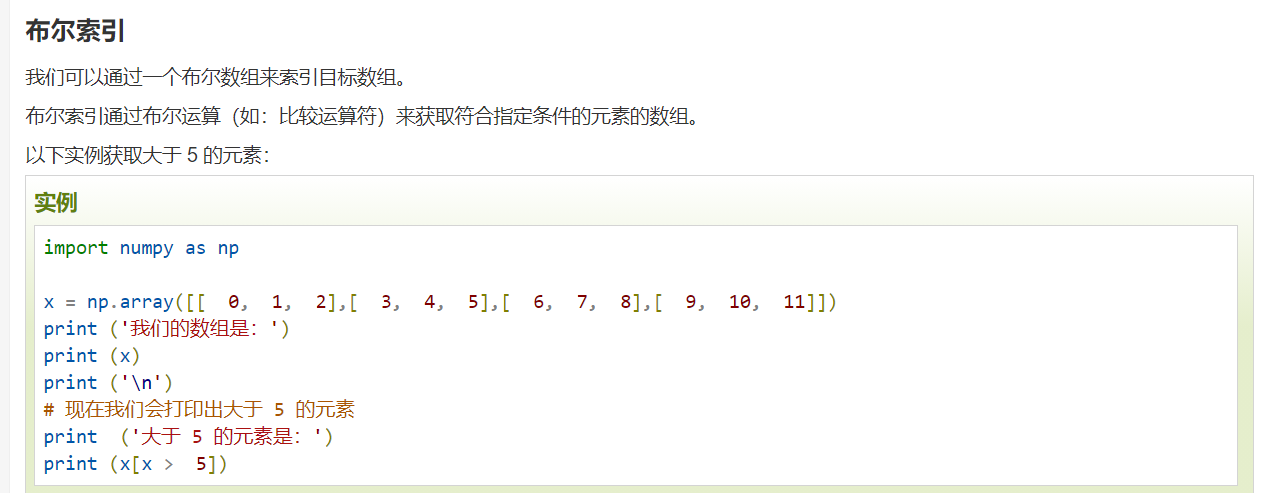 布尔索引
我们可以通过一个布尔数组来索引目标数组。
布尔索引通过布尔运算（如：比较运算符）来获取符合指定条件的元素的数组。
以下实例获取大于 5 的元素：
实例
import numpy as np
x = np.array([[  0,  1,  2],[  3,  4,  5],[  6,  7,  8],[  9,  10,  11]])
print ('我们的数组是：')
print (x)
print ('\n')
# 现在我们会打印出大于 5 的元素
print  ('大于 5 的元素是：')
print (x[x >  5])